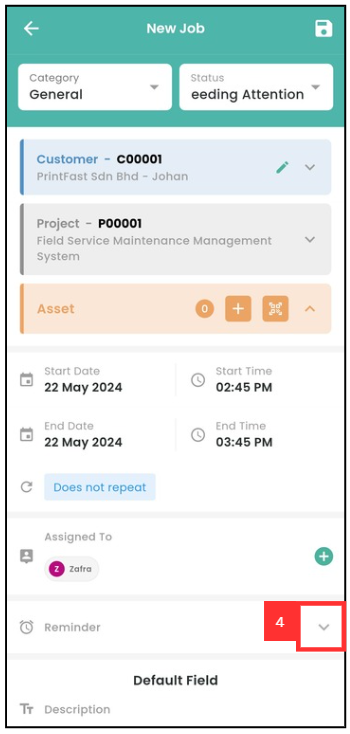 New Job
Category
General
Status
eeding Attention
Customer - C00001
PrintFast Sdn Bhd - Johan
Project - P00001
Field Service Maintenance Management
System
Asset
0
Start Date
22 May 2024
Start Time
02:45 PM
End Date
22 May 2024
End Time
03:45 PM
Does not repeat
Assigned To
Z Zafra
Reminder
4
Default Field
Tт Description